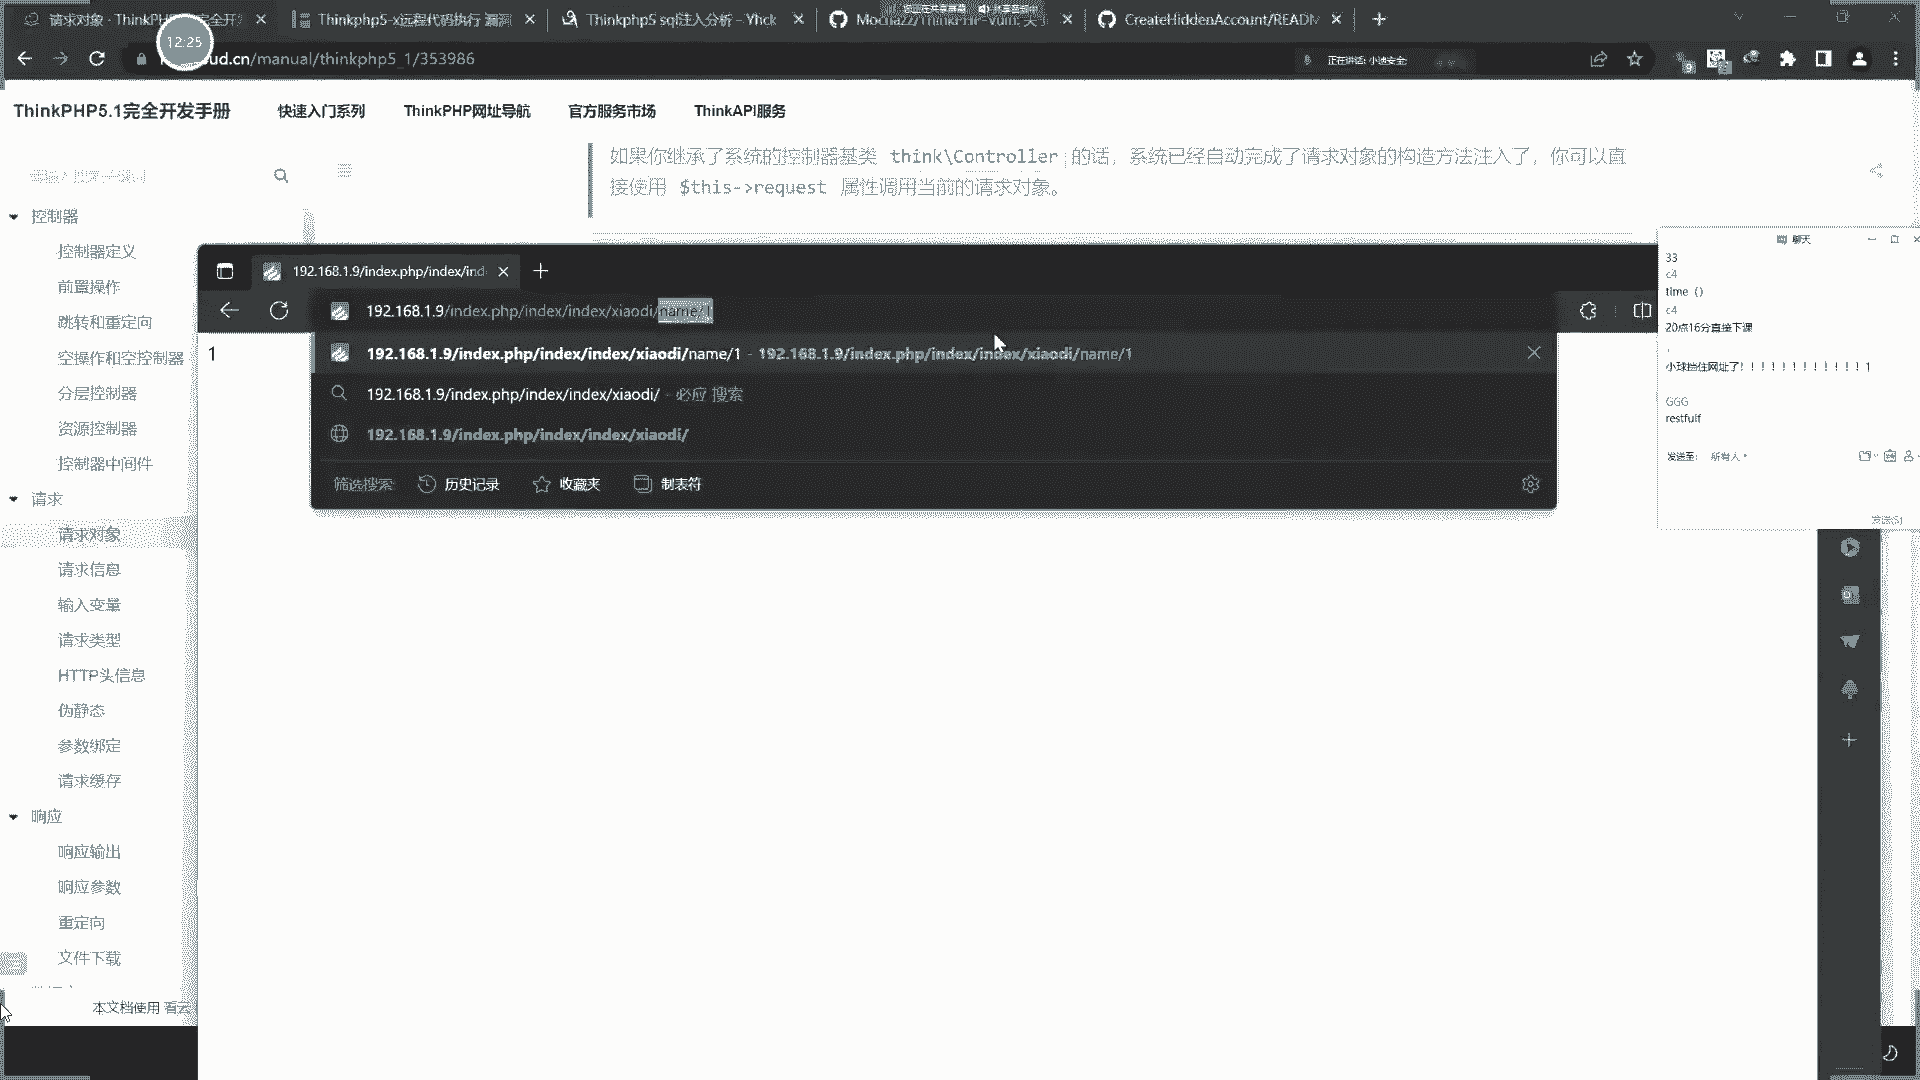 请求对象 · ThinkPH
完全开发
Thinkphp5-x远程代码执行 漏洞
Thinkphp5 sql注入分析 - Yhck
CreateHiddenAccount/READM
12:25
ud.cn/manual/thinkphp5_1/353986
正在讲话: 小迪安全;
ThinkPHP5.1完全开发手册
快速入门系列
ThinkPHP网址导航
官方服务市场
ThinkAPI服务
如果你继承了系统的控制器基类 think\Controller 的话，系统已经自动完成了请求对象的构造方法注入了，你可以直
接使用 $this->request 属性调用当前的请求对象。
控制器
控制器定义
前置操作
跳转和重定向
空操作和空控制器
分层控制器
资源控制器
控制器中间件
请求
请求对象
请求信息
输入变量
请求类型
HTTP头信息
伪静态
参数绑定
请求缓存
响应
响应输出
响应参数
重定向
文件下载
本文档使用 看云
192.168.1.9/index.php/index/ind
192.168.1.9/index.php/index/index/xiaodi/name/1
1
192.168.1.9/index.php/index/index/xiaodi/name/1 - 192.168.1.9/index.php/index/index/xiaodi/name/1
192.168.1.9/index.php/index/index/xiaodi/ - 必应 搜索
192.168.1.9/index.php/index/index/xiaodi/
筛选搜索:
历史记录
收藏夹
制表符
聊天
33
c4
time（）
c4
20点16分直接下课
小球挡住网址了！！！！！！！！！！！！1
GGG
restfulf
发送至:
所有人
发送(S)